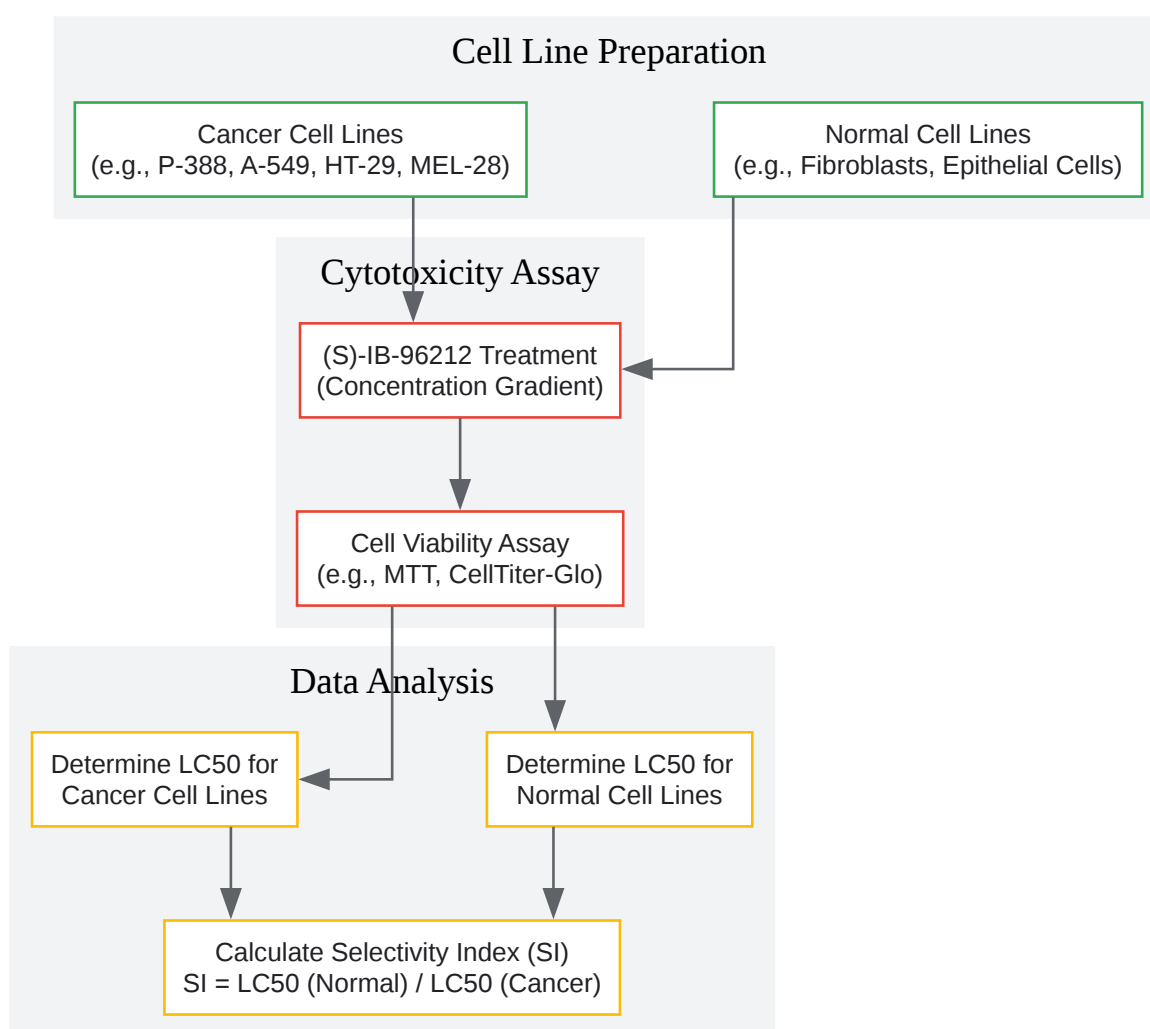 Cell Line Preparation
Cancer Cell Lines
(e.g., P-388, A-549, HT-29, MEL-28)
Normal Cell Lines
(e.g., Fibroblasts, Epithelial Cells)
Cytotoxicity Assay
(S)-IB-96212 Treatment
(Concentration Gradient)
Cell Viability Assay
(e.g., MTT, CellTiter-Glo)
Data Analysis
Determine LC50 for
Cancer Cell Lines
Determine LC50 for
Normal Cell Lines
Calculate Selectivity Index (SI)
SI = LC50 (Normal) / LC50 (Cancer)